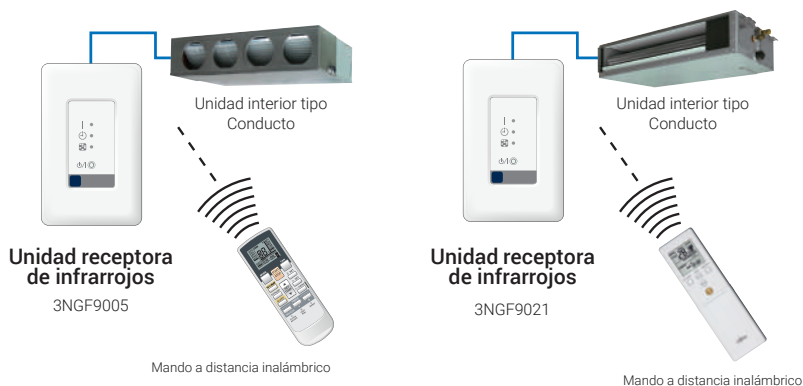 Unidad interior tipo
Conducto
Unidad receptora
de infrarrojos
3NGF9005
Mando a distancia inalámbrico
Unidad interior tipo
Conducto
Unidad receptora
de infrarrojos
3NGF9021
Mando a distancia inalámbrico